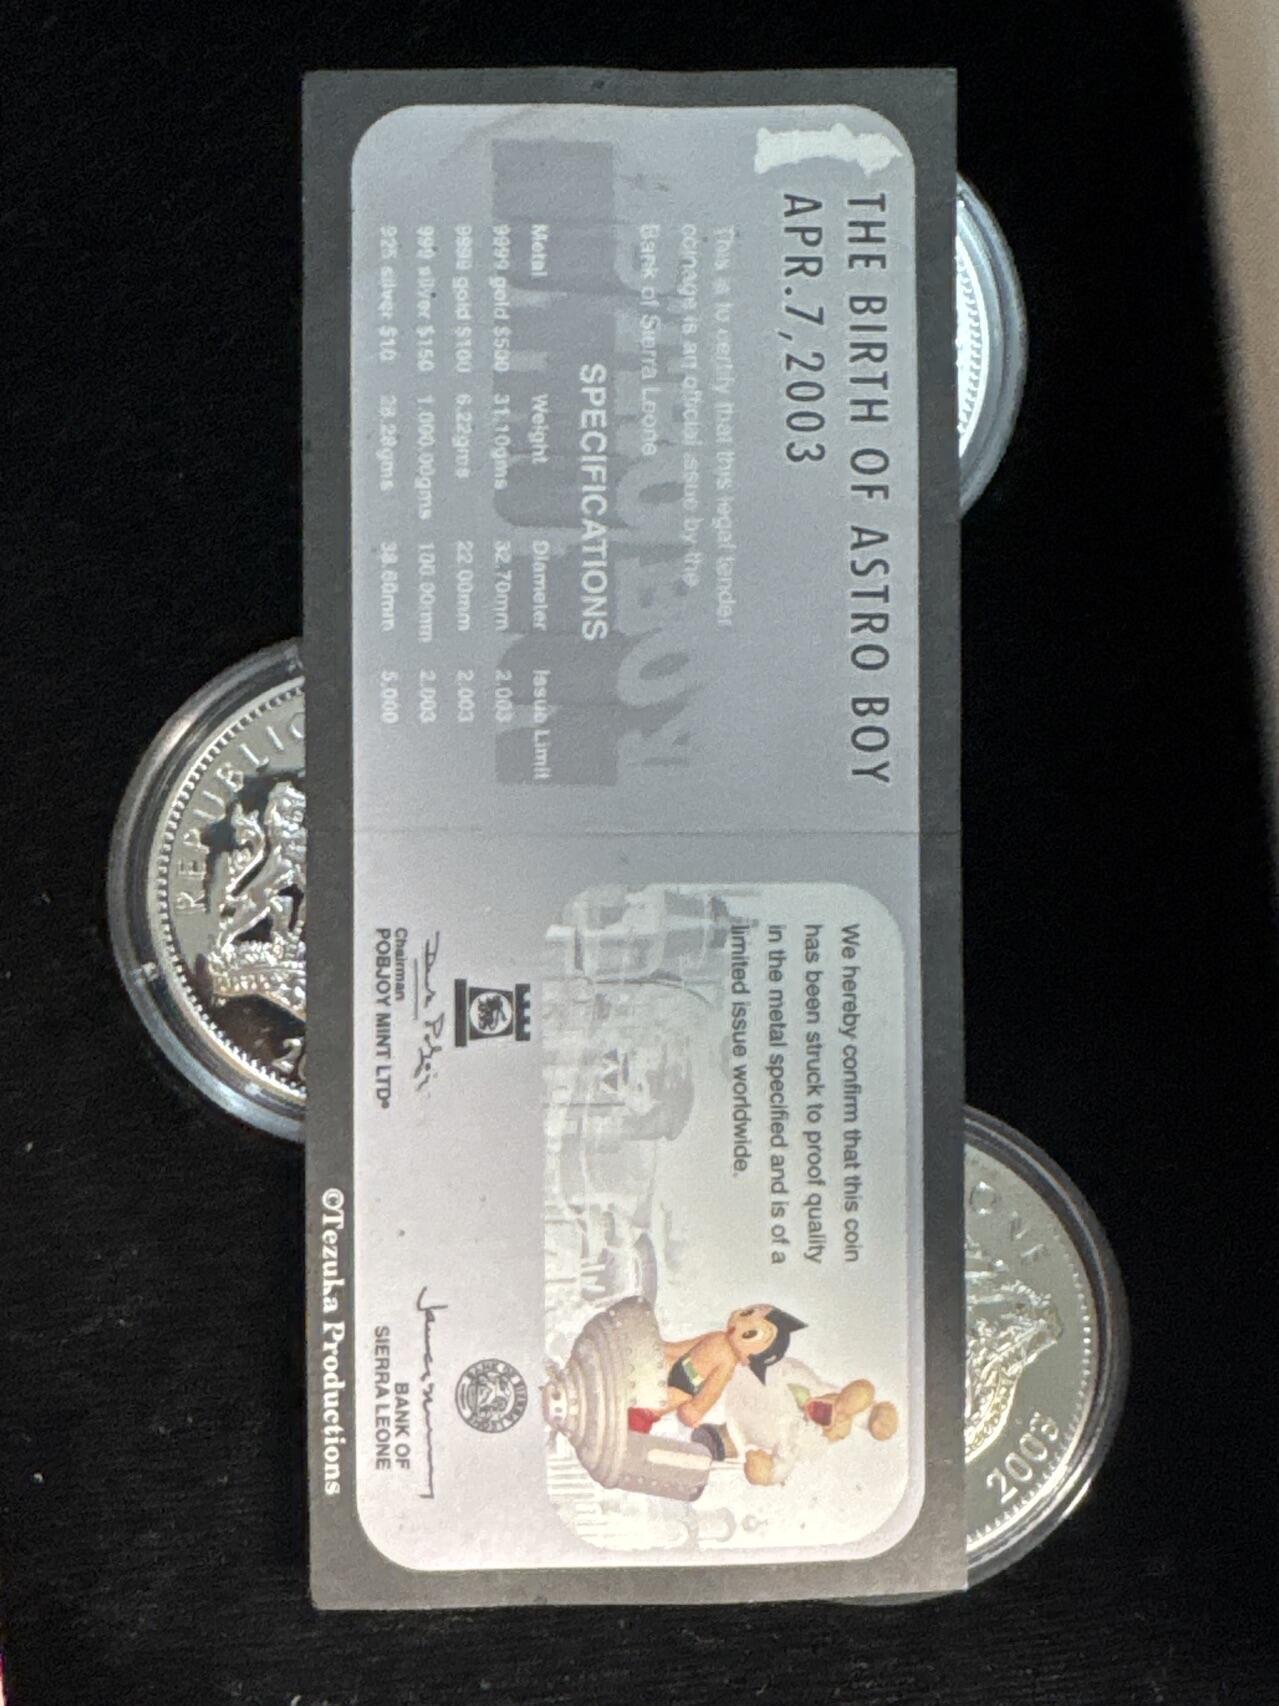 THE BIRTH OF ASTRO BOY
APR.7,2003
This is to certify that this legal tender
coinage is an official issue by the
Bank of Sierra Leone
SPECIFICATIONS
Metal Weight Diameter Issue Limit
9999 gold $500 31.10gms 32.70mm 2.003
9999 gold $100 6.22gms 22.00mm 2.003
999 silver $150 1.000,00gms 100.00mm 2.003
925 silver $10 28.28gms 38.60mm 5.000
We hereby confirm that this coin
has been struck to proof quality
in the metal specified and is of a
limited issue worldwide.
Chairman
POBJOY MINT LTD®
BANK OF
SIERRA LEONE
©Tezuka Productions
REPUBLIC
2003